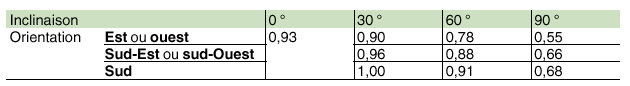 Inclinaison 0 ° 30 ° 60 ° 90 °
Orientation Est ou ouest 0,93 0,90 0,78 0,55
Sud-Est ou sud-Ouest 0,96 0,88 0,66
Sud 1,00 0,91 0,68